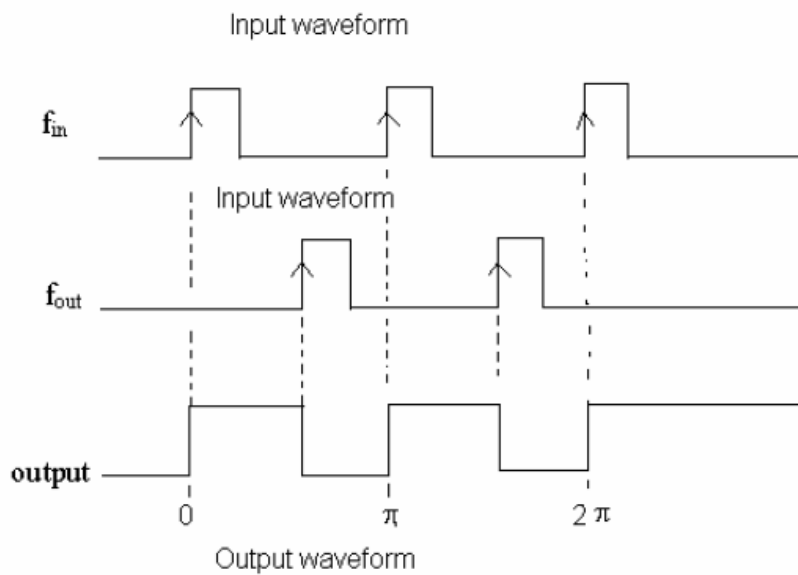 Input waveform
fin
Input waveform
fout
output
0 π 2 π
Output waveform